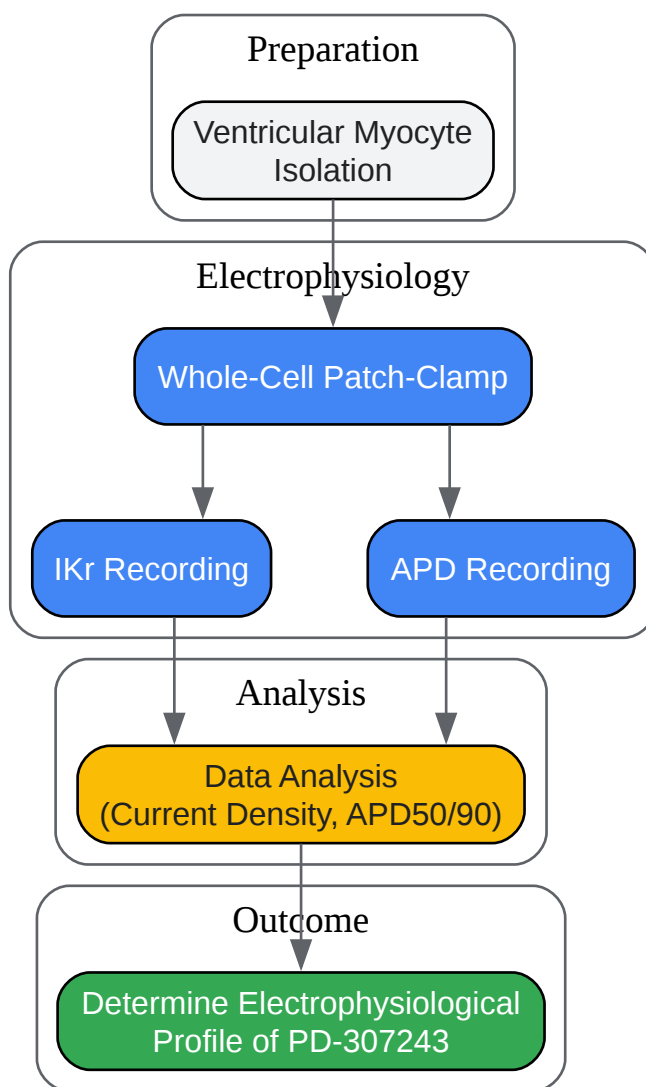 Preparation
Ventricular Myocyte
Isolation
Electrophysiology
Whole-Cell Patch-Clamp
IKr Recording
APD Recording
Analysis
Data Analysis
(Current Density, APD50/90)
Outcome
Determine Electrophysiological
Profile of PD-307243